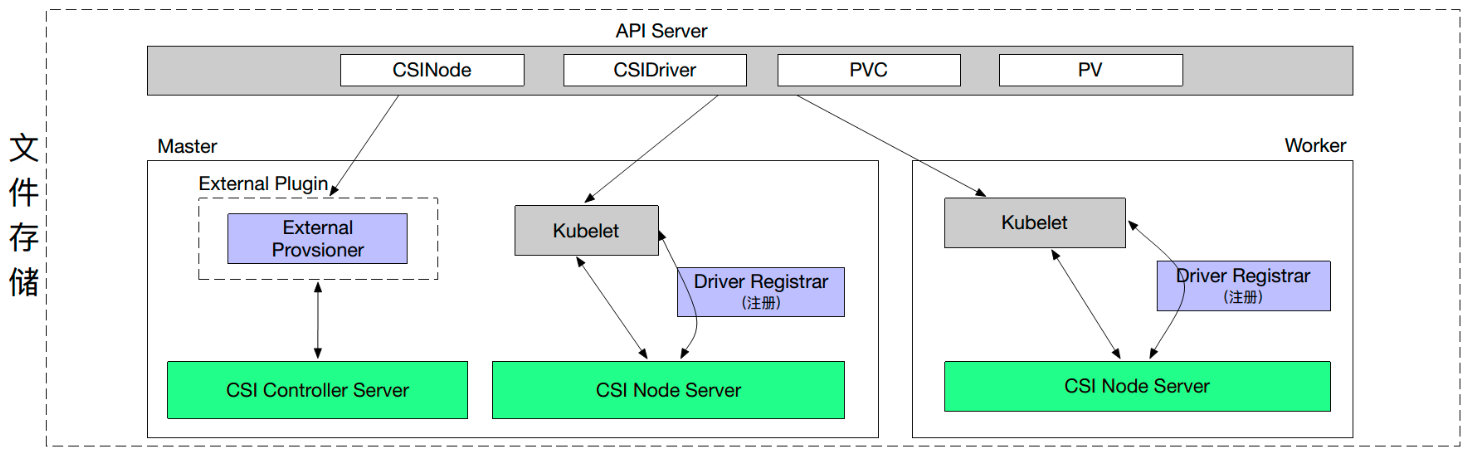 API Server
CSINode
CSIDriver
PVC
PV
文
件
存
储
Master
Worker
External Plugin
External
Provsioner
Kubelet
Kubelet
Driver Registrar
(注册)
Driver Registrar
(注册)
CSI Controller Server
CSI Node Server
CSI Node Server